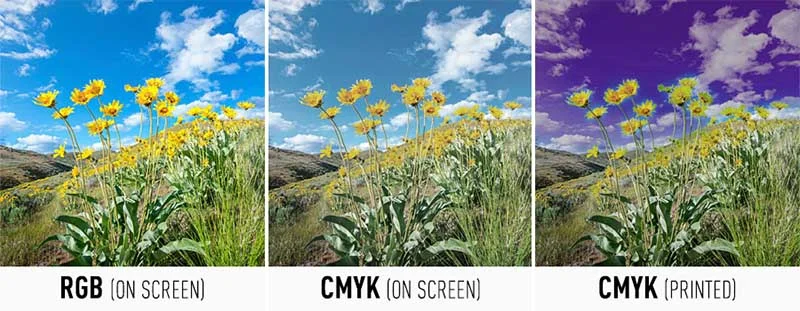 RGB (ON SCREEN)
CMYK (ON SCREEN)
CMYK (PRINTED)